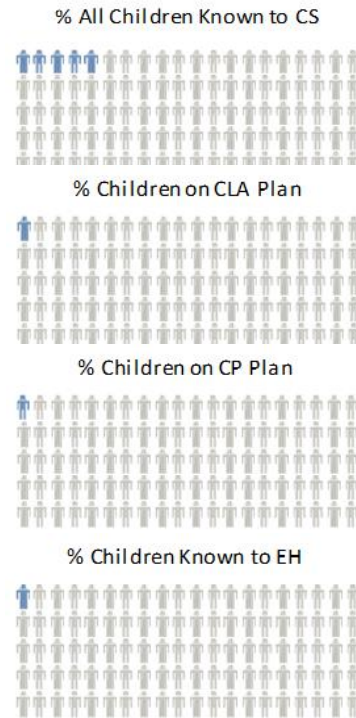 % All Children Known to CS
% Children on CLA Plan
% Children on CP Plan
% Children Known to EH